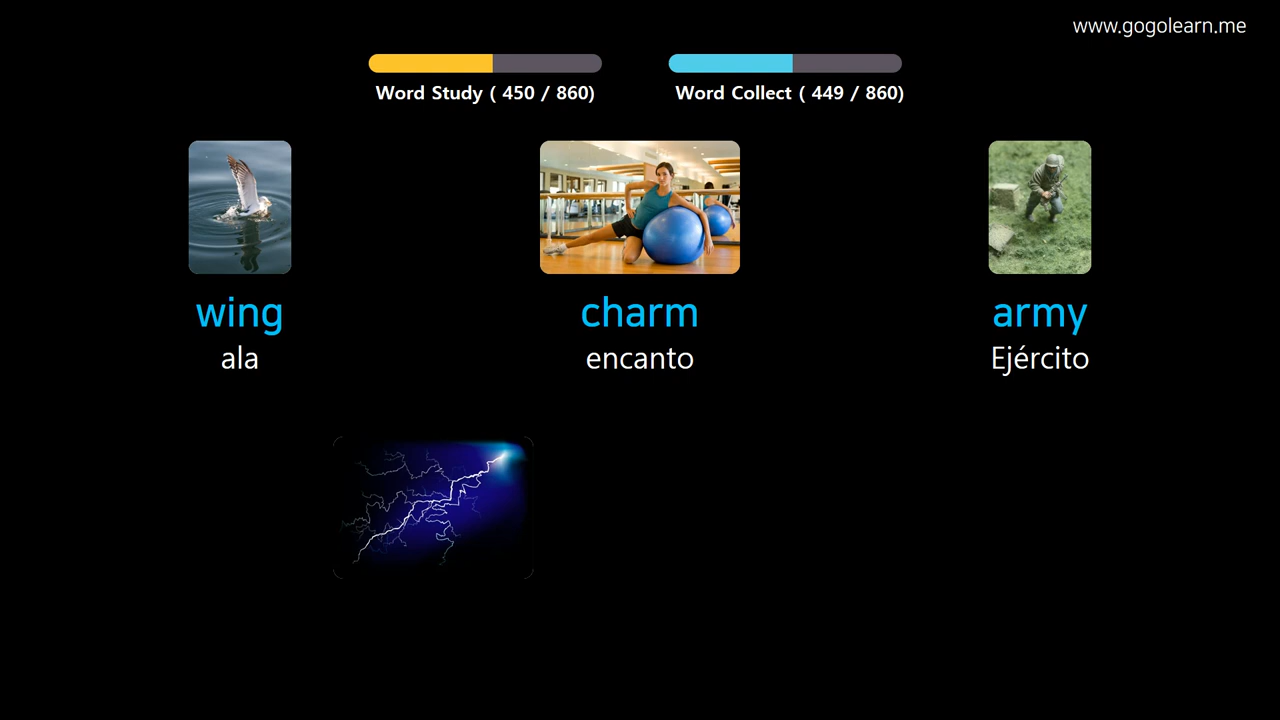 www.gogolearn.me
Word Study ( 450 / 860)
Word Collect ( 449 / 860)
wing
charm
army
ala
encanto
Ejército